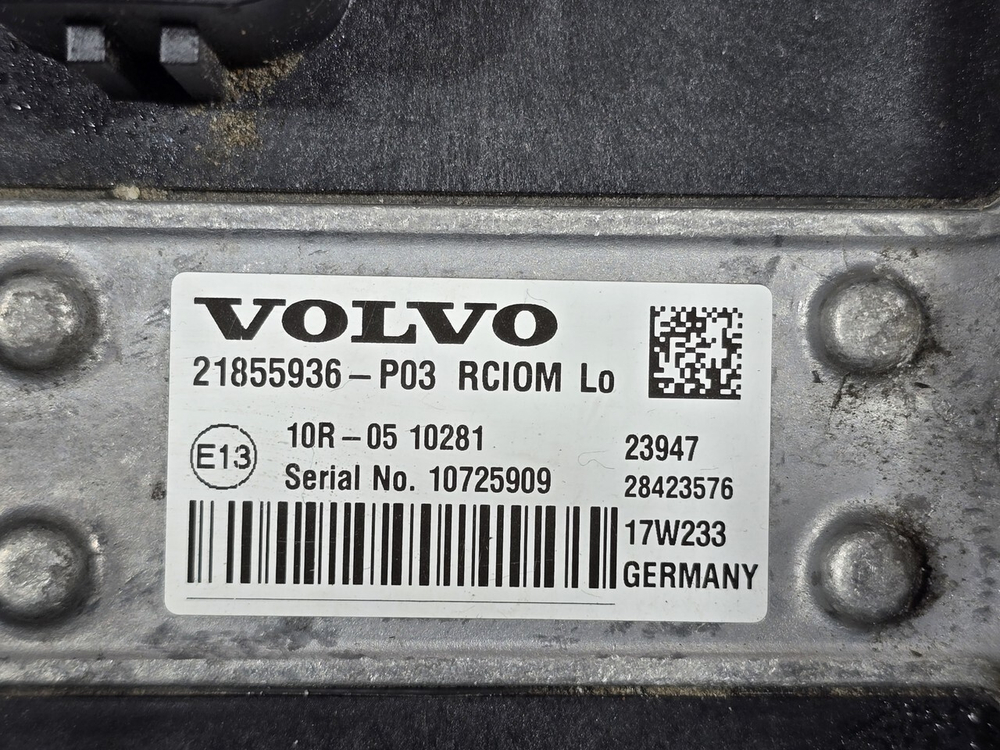 VOLVO
21855936-P03 RCIOM Lo
E13
10R-05 10281
Serial No. 10725909
23947
28423576
17W233
GERMANY